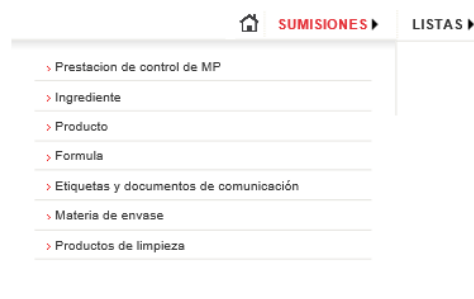 SUMISIONES LISTAS
Prestacion de control de MP
Ingrediente
Producto
Formula
Etiquetas y documentos de comunicación
Materia de envase
Productos de limpieza